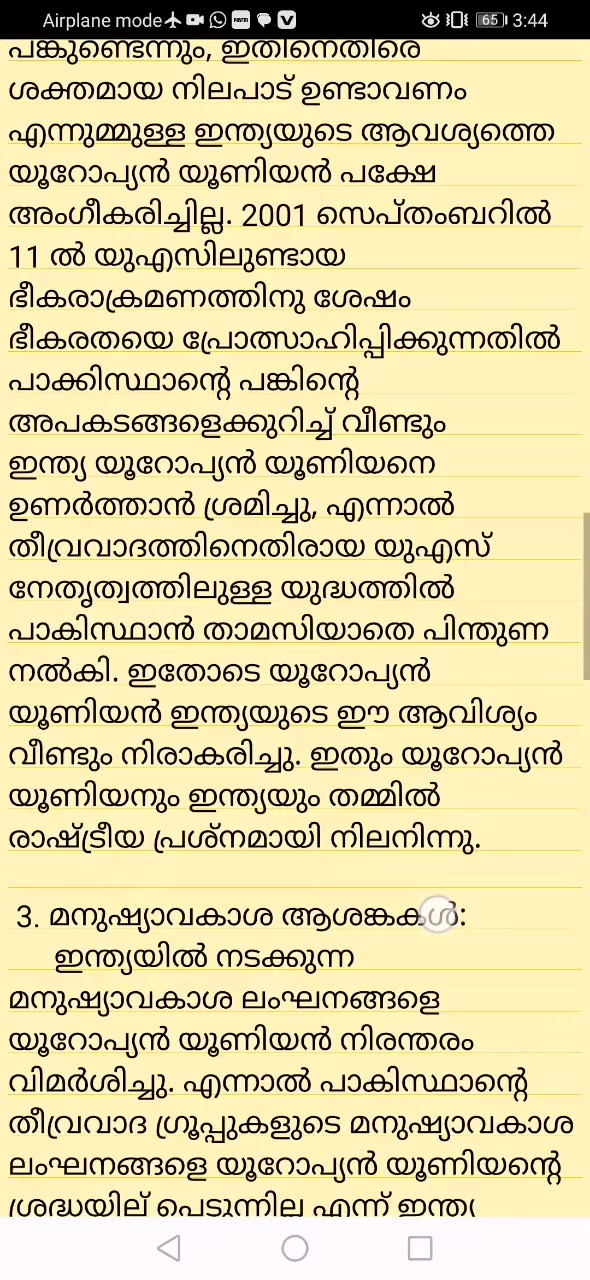 Airplane mode 65 3:44
പങ്കുണ്ടെന്നും, ഇതിനെതിരെ
ശക്തമായ നിലപാട് ഉണ്ടാവണം
എന്നുമ്മുള്ള ഇന്ത്യയുടെ ആവശ്യത്തെ
യൂറോപ്യൻ യൂണിയൻ പക്ഷേ
അംഗീകരിച്ചില്ല. 2001 സെപ്തംബറിൽ
11 ൽ യുഎസിലുണ്ടായ
ഭീകരാക്രമണത്തിനു ശേഷം
ഭീകരതയെ പ്രോത്സാഹിപ്പിക്കുന്നതിൽ
പാക്കിസ്ഥാന്റെ പങ്കിന്റെ
അപകടങ്ങളെക്കുറിച്ച് വീണ്ടും
ഇന്ത്യ യൂറോപ്യൻ യൂണിയനെ
ഉണർത്താൻ ശ്രമിച്ചു, എന്നാൽ
തീവ്രവാദത്തിനെതിരായ യുഎസ്
നേതൃത്വത്തിലുള്ള യുദ്ധത്തിൽ
പാകിസ്ഥാൻ താമസിയാതെ പിന്തുണ
നൽകി. ഇതോടെ യൂറോപ്യൻ
യൂണിയൻ ഇന്ത്യയുടെ ഈ ആവിശ്യം
വീണ്ടും നിരാകരിച്ചു. ഇതും യൂറോപ്യൻ
യൂണിയനും ഇന്ത്യയും തമ്മിൽ
രാഷ്ട്രീയ പ്രശ്നമായി നിലനിന്നു.
3. മനുഷ്യാവകാശ ആശങ്കകൾ:
ഇന്ത്യയിൽ നടക്കുന്ന
മനുഷ്യാവകാശ ലംഘനങ്ങളെ
യൂറോപ്യൻ യൂണിയൻ നിരന്തരം
വിമർശിച്ചു. എന്നാൽ പാകിസ്ഥാന്റെ
തീവ്രവാദ ഗ്രൂപ്പുകളുടെ മനുഷ്യാവകാശ
ലംഘനങ്ങളെ യൂറോപ്യൻ യൂണിയന്റെ
ശ്രദ്ധയില് പെടുന്നില്ല എന്ന് ഇന്ത്യ